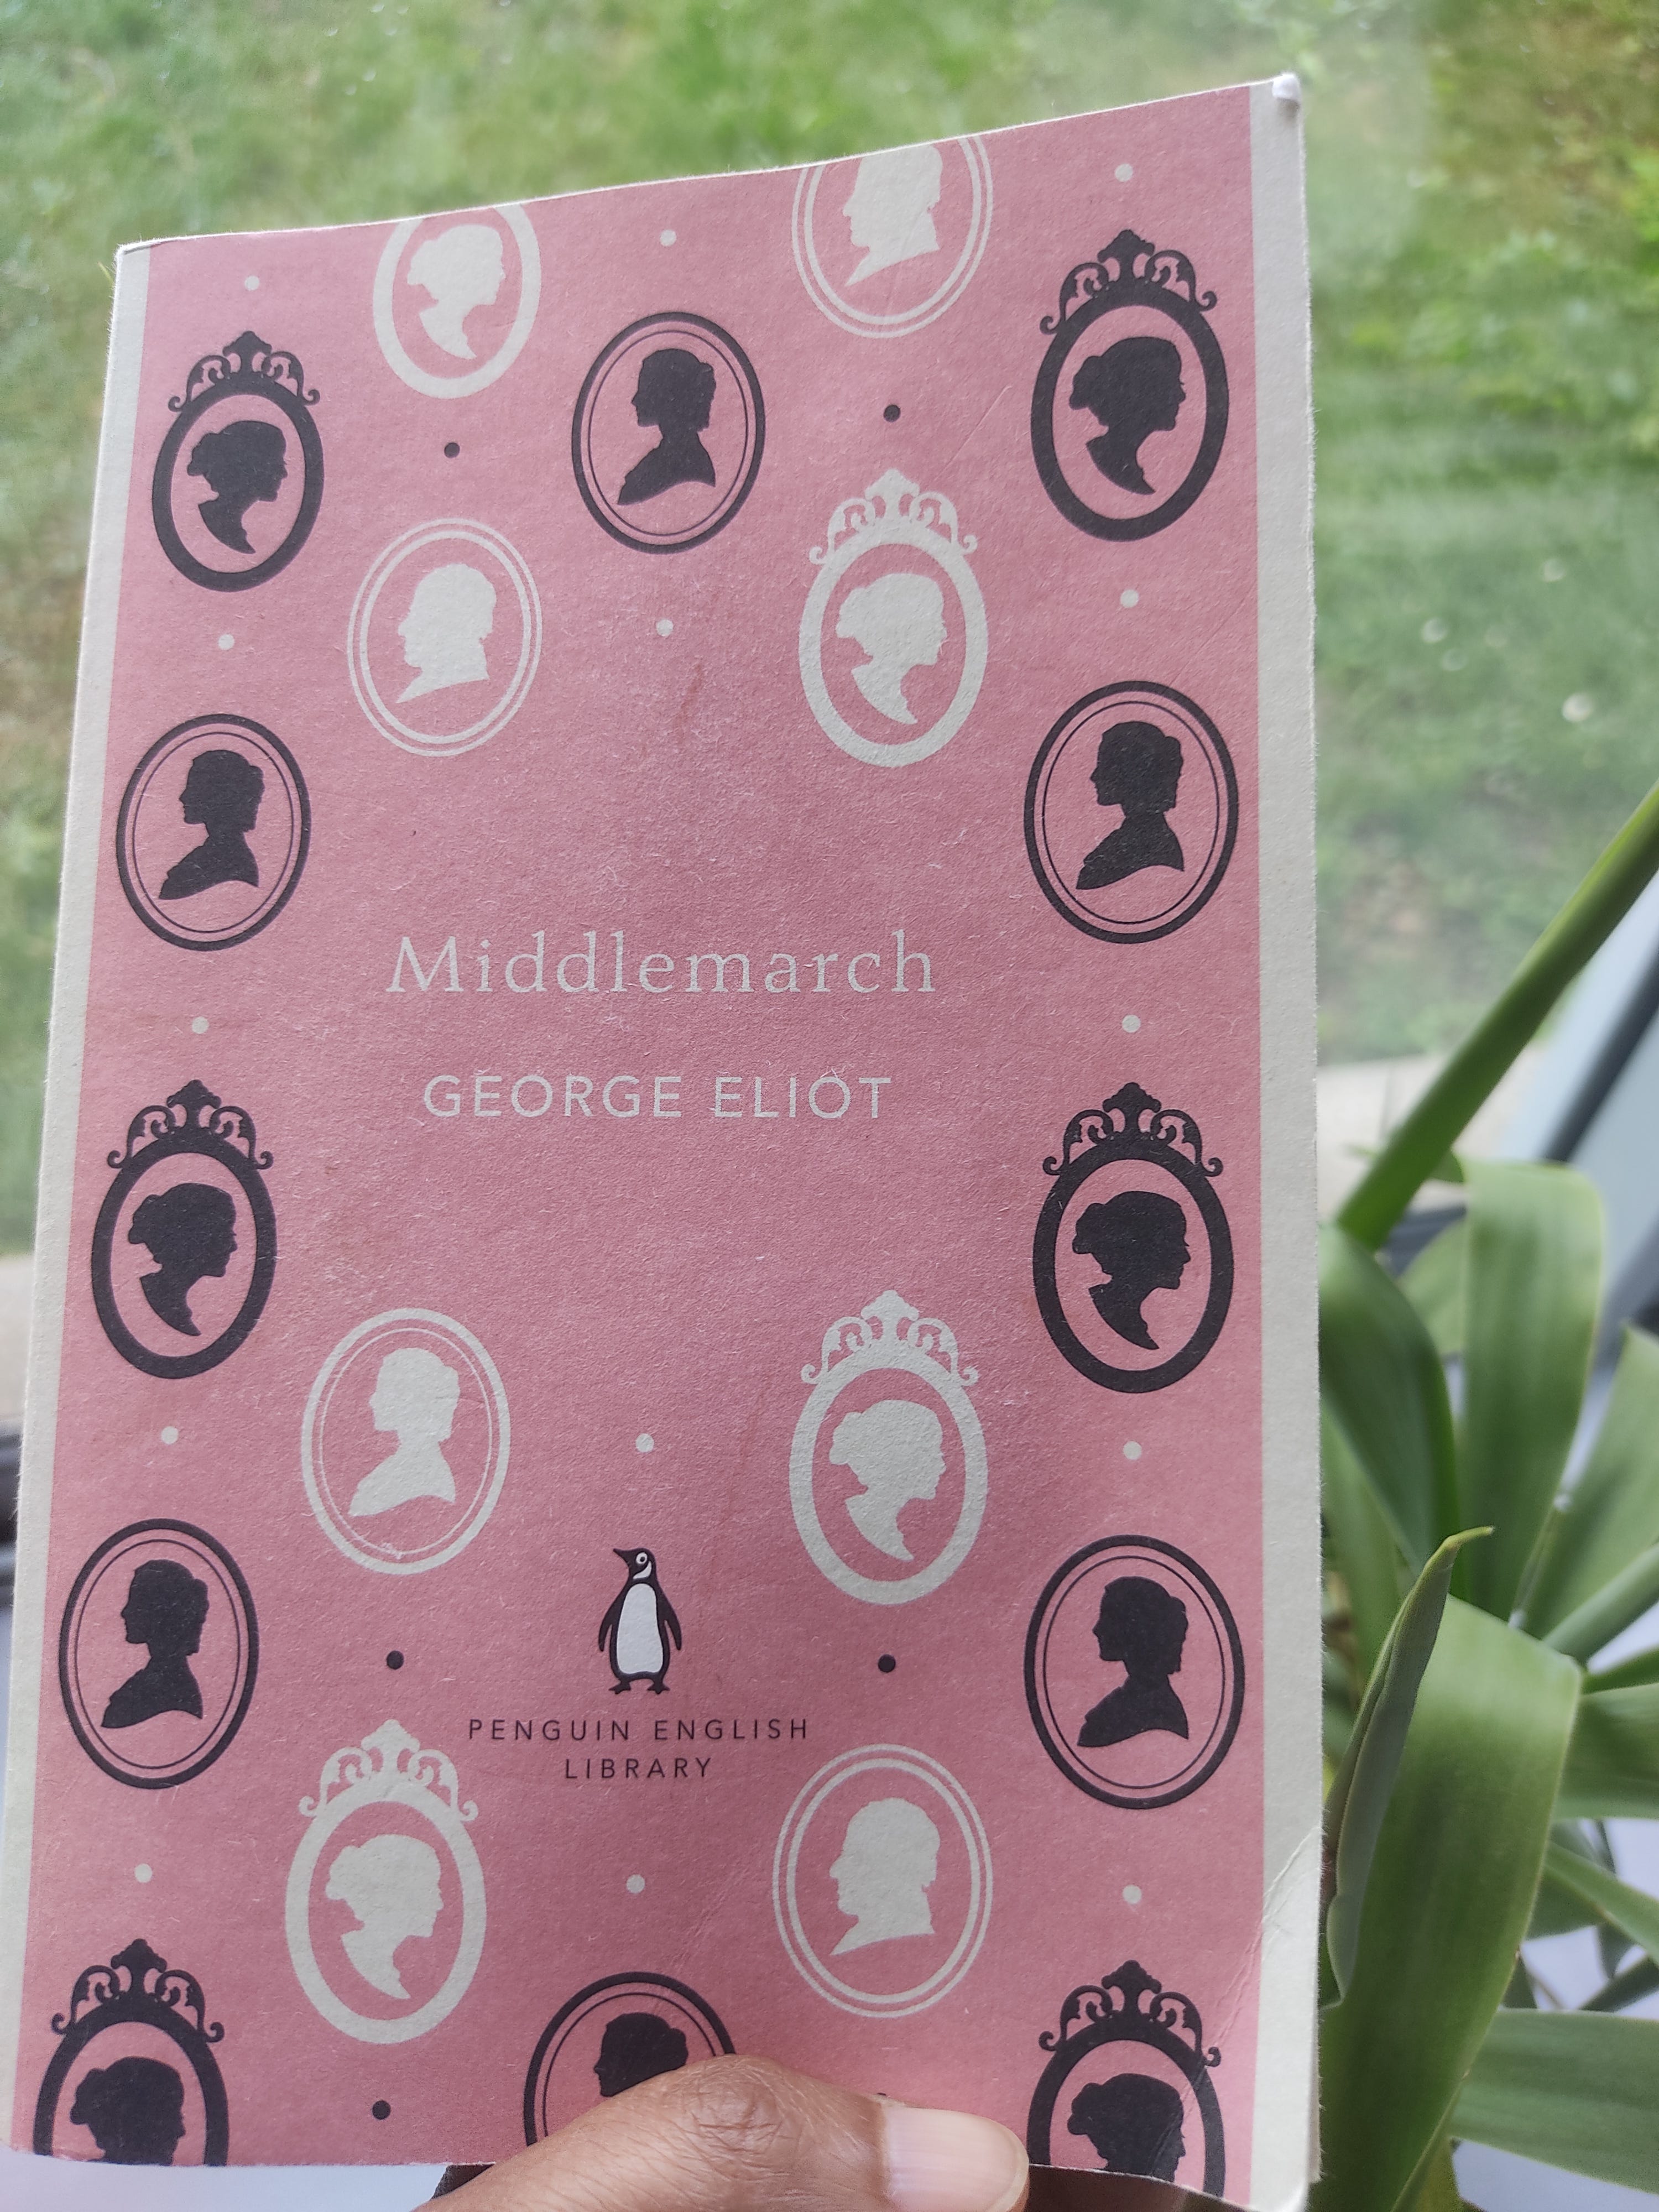 Middlemarch
GEORGE ELIOT
PENGUIN ENGLISH
LIBRARY